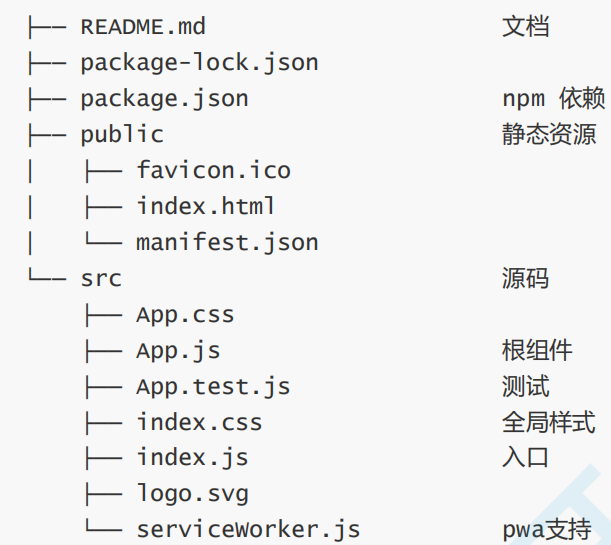 ├── README.md 文档
├── package-lock.json
├── package.json npm 依赖
├── public 静态资源
│   ├── favicon.ico
│   ├── index.html
│   └── manifest.json
└── src 源码
    ├── App.css
    ├── App.js 根组件
    ├── App.test.js 测试
    ├── index.css 全局样式
    ├── index.js 入口
    ├── logo.svg
    └── serviceWorker.js pwa支持